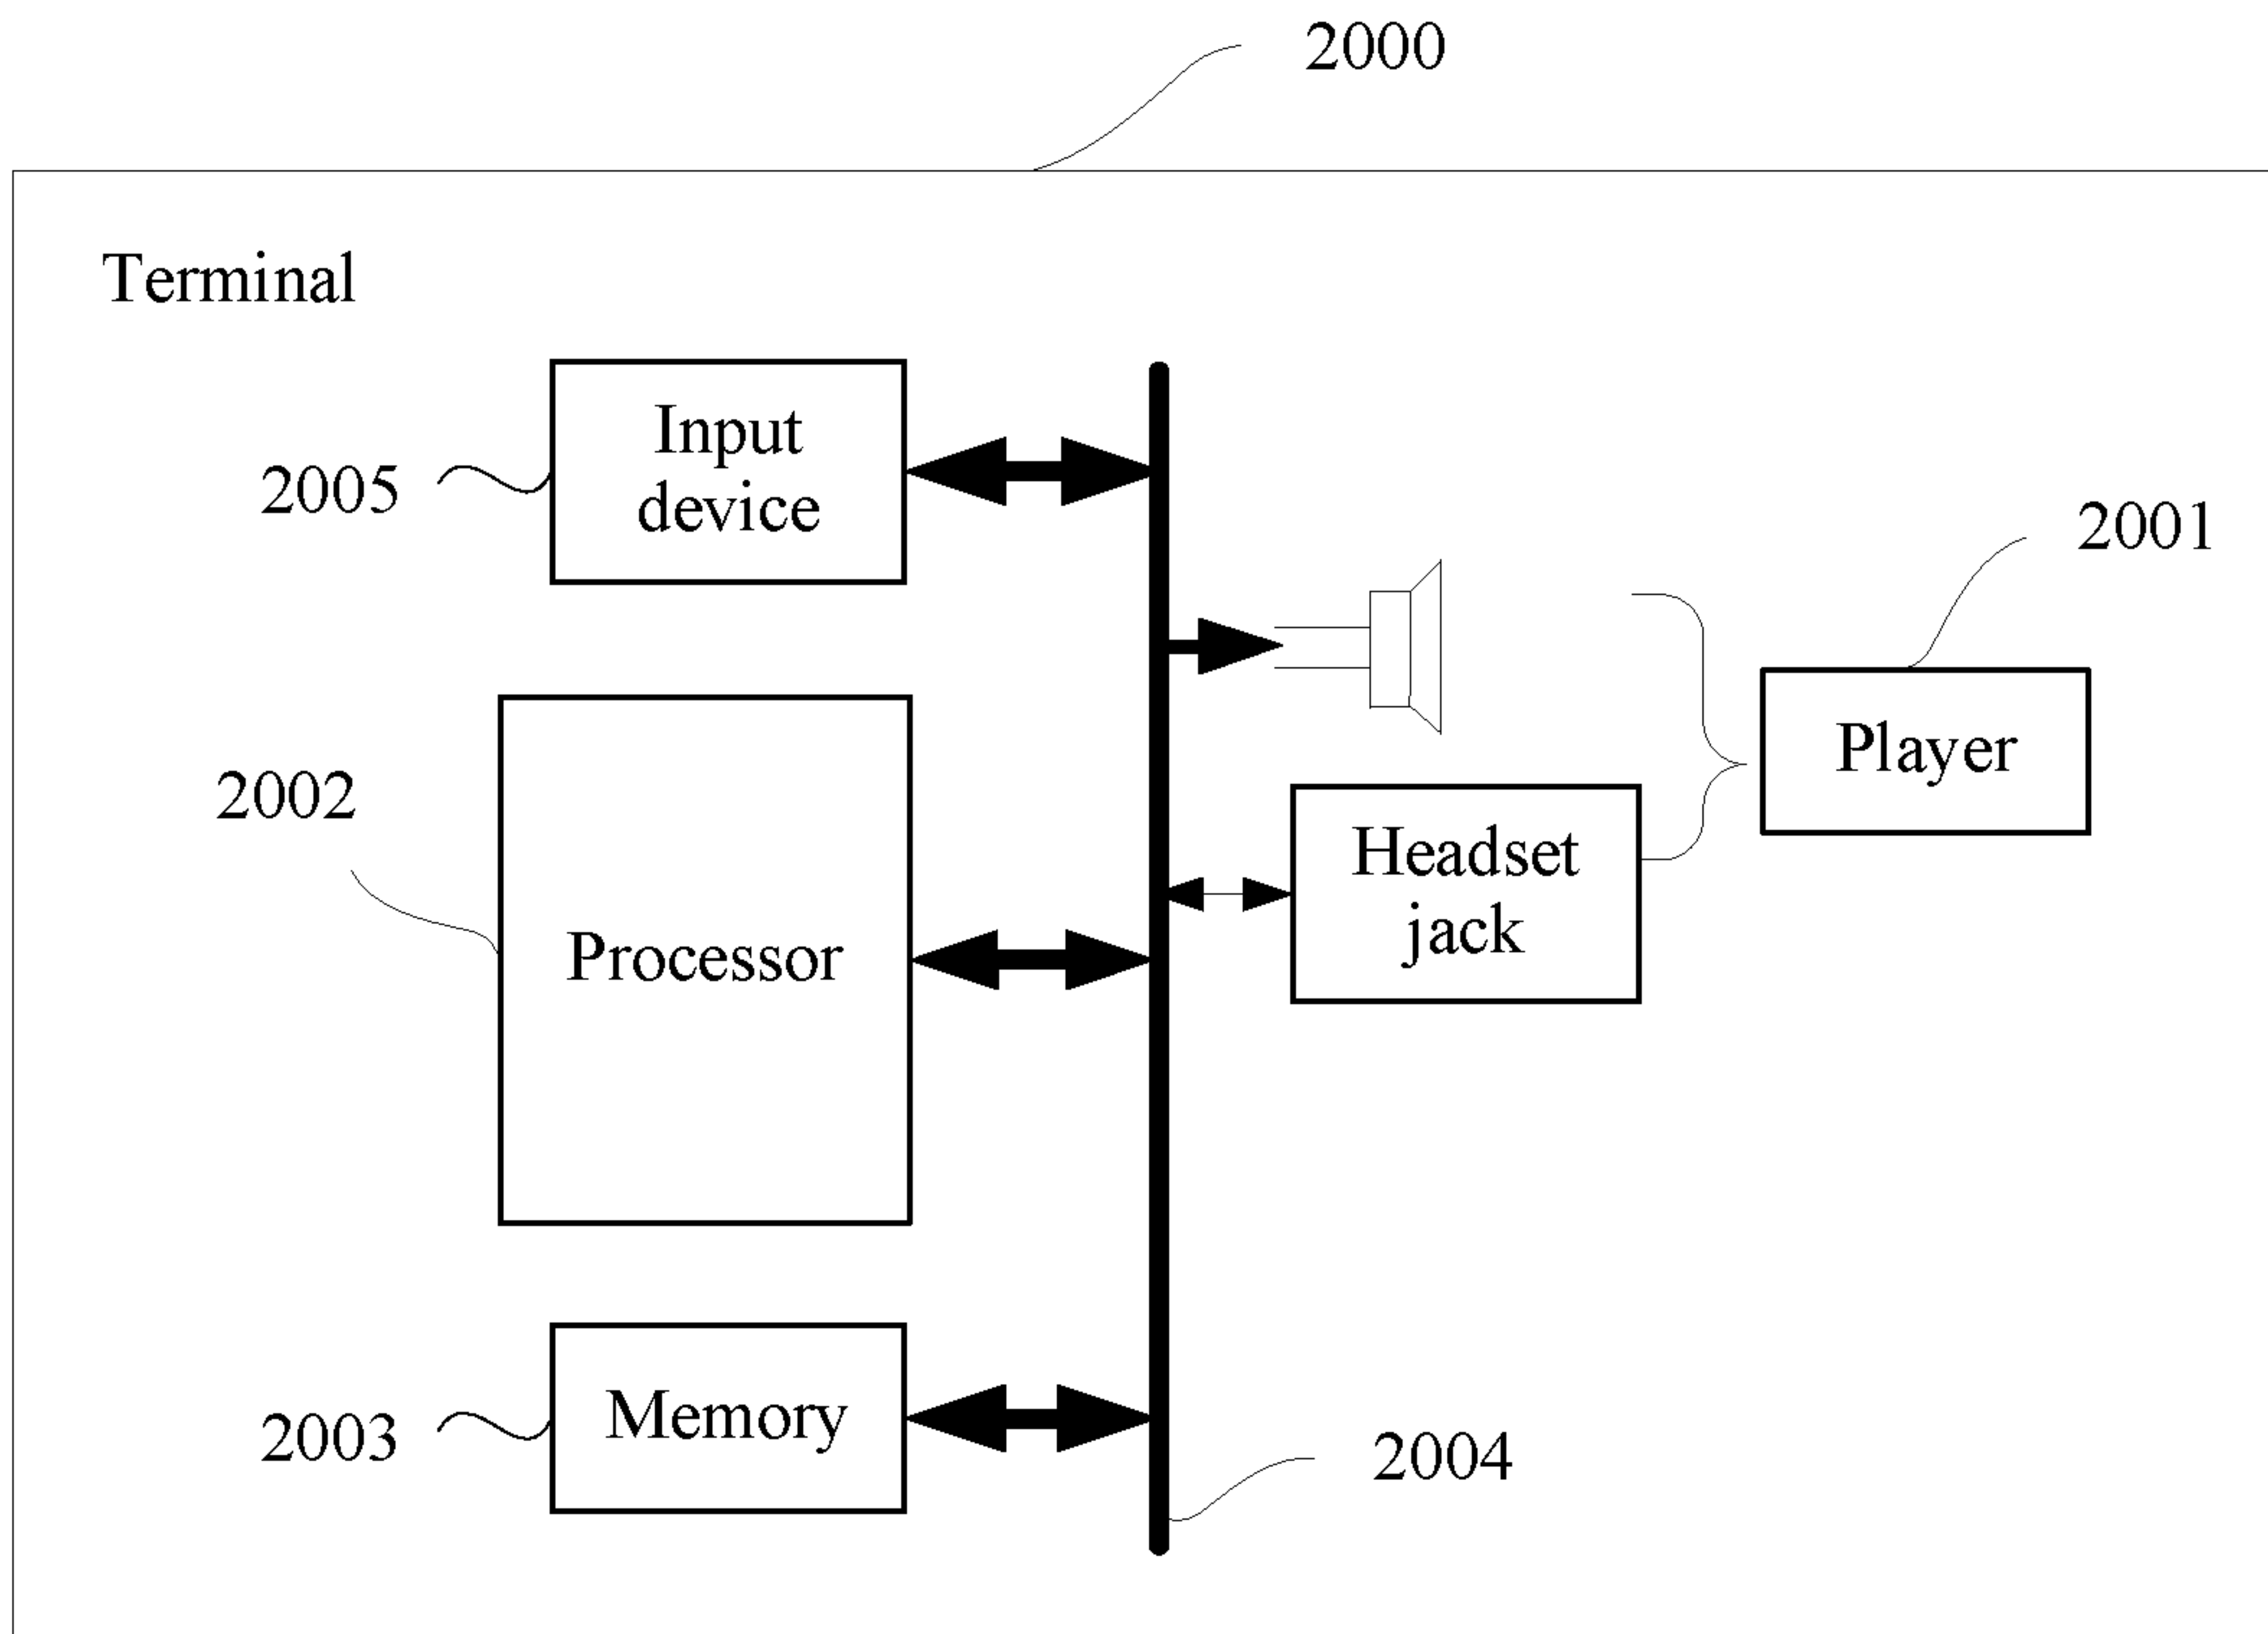 2000
Terminal
Input
device
2005
2001
Player
2002
Headset
jack
Processor
Memory
2003
2004